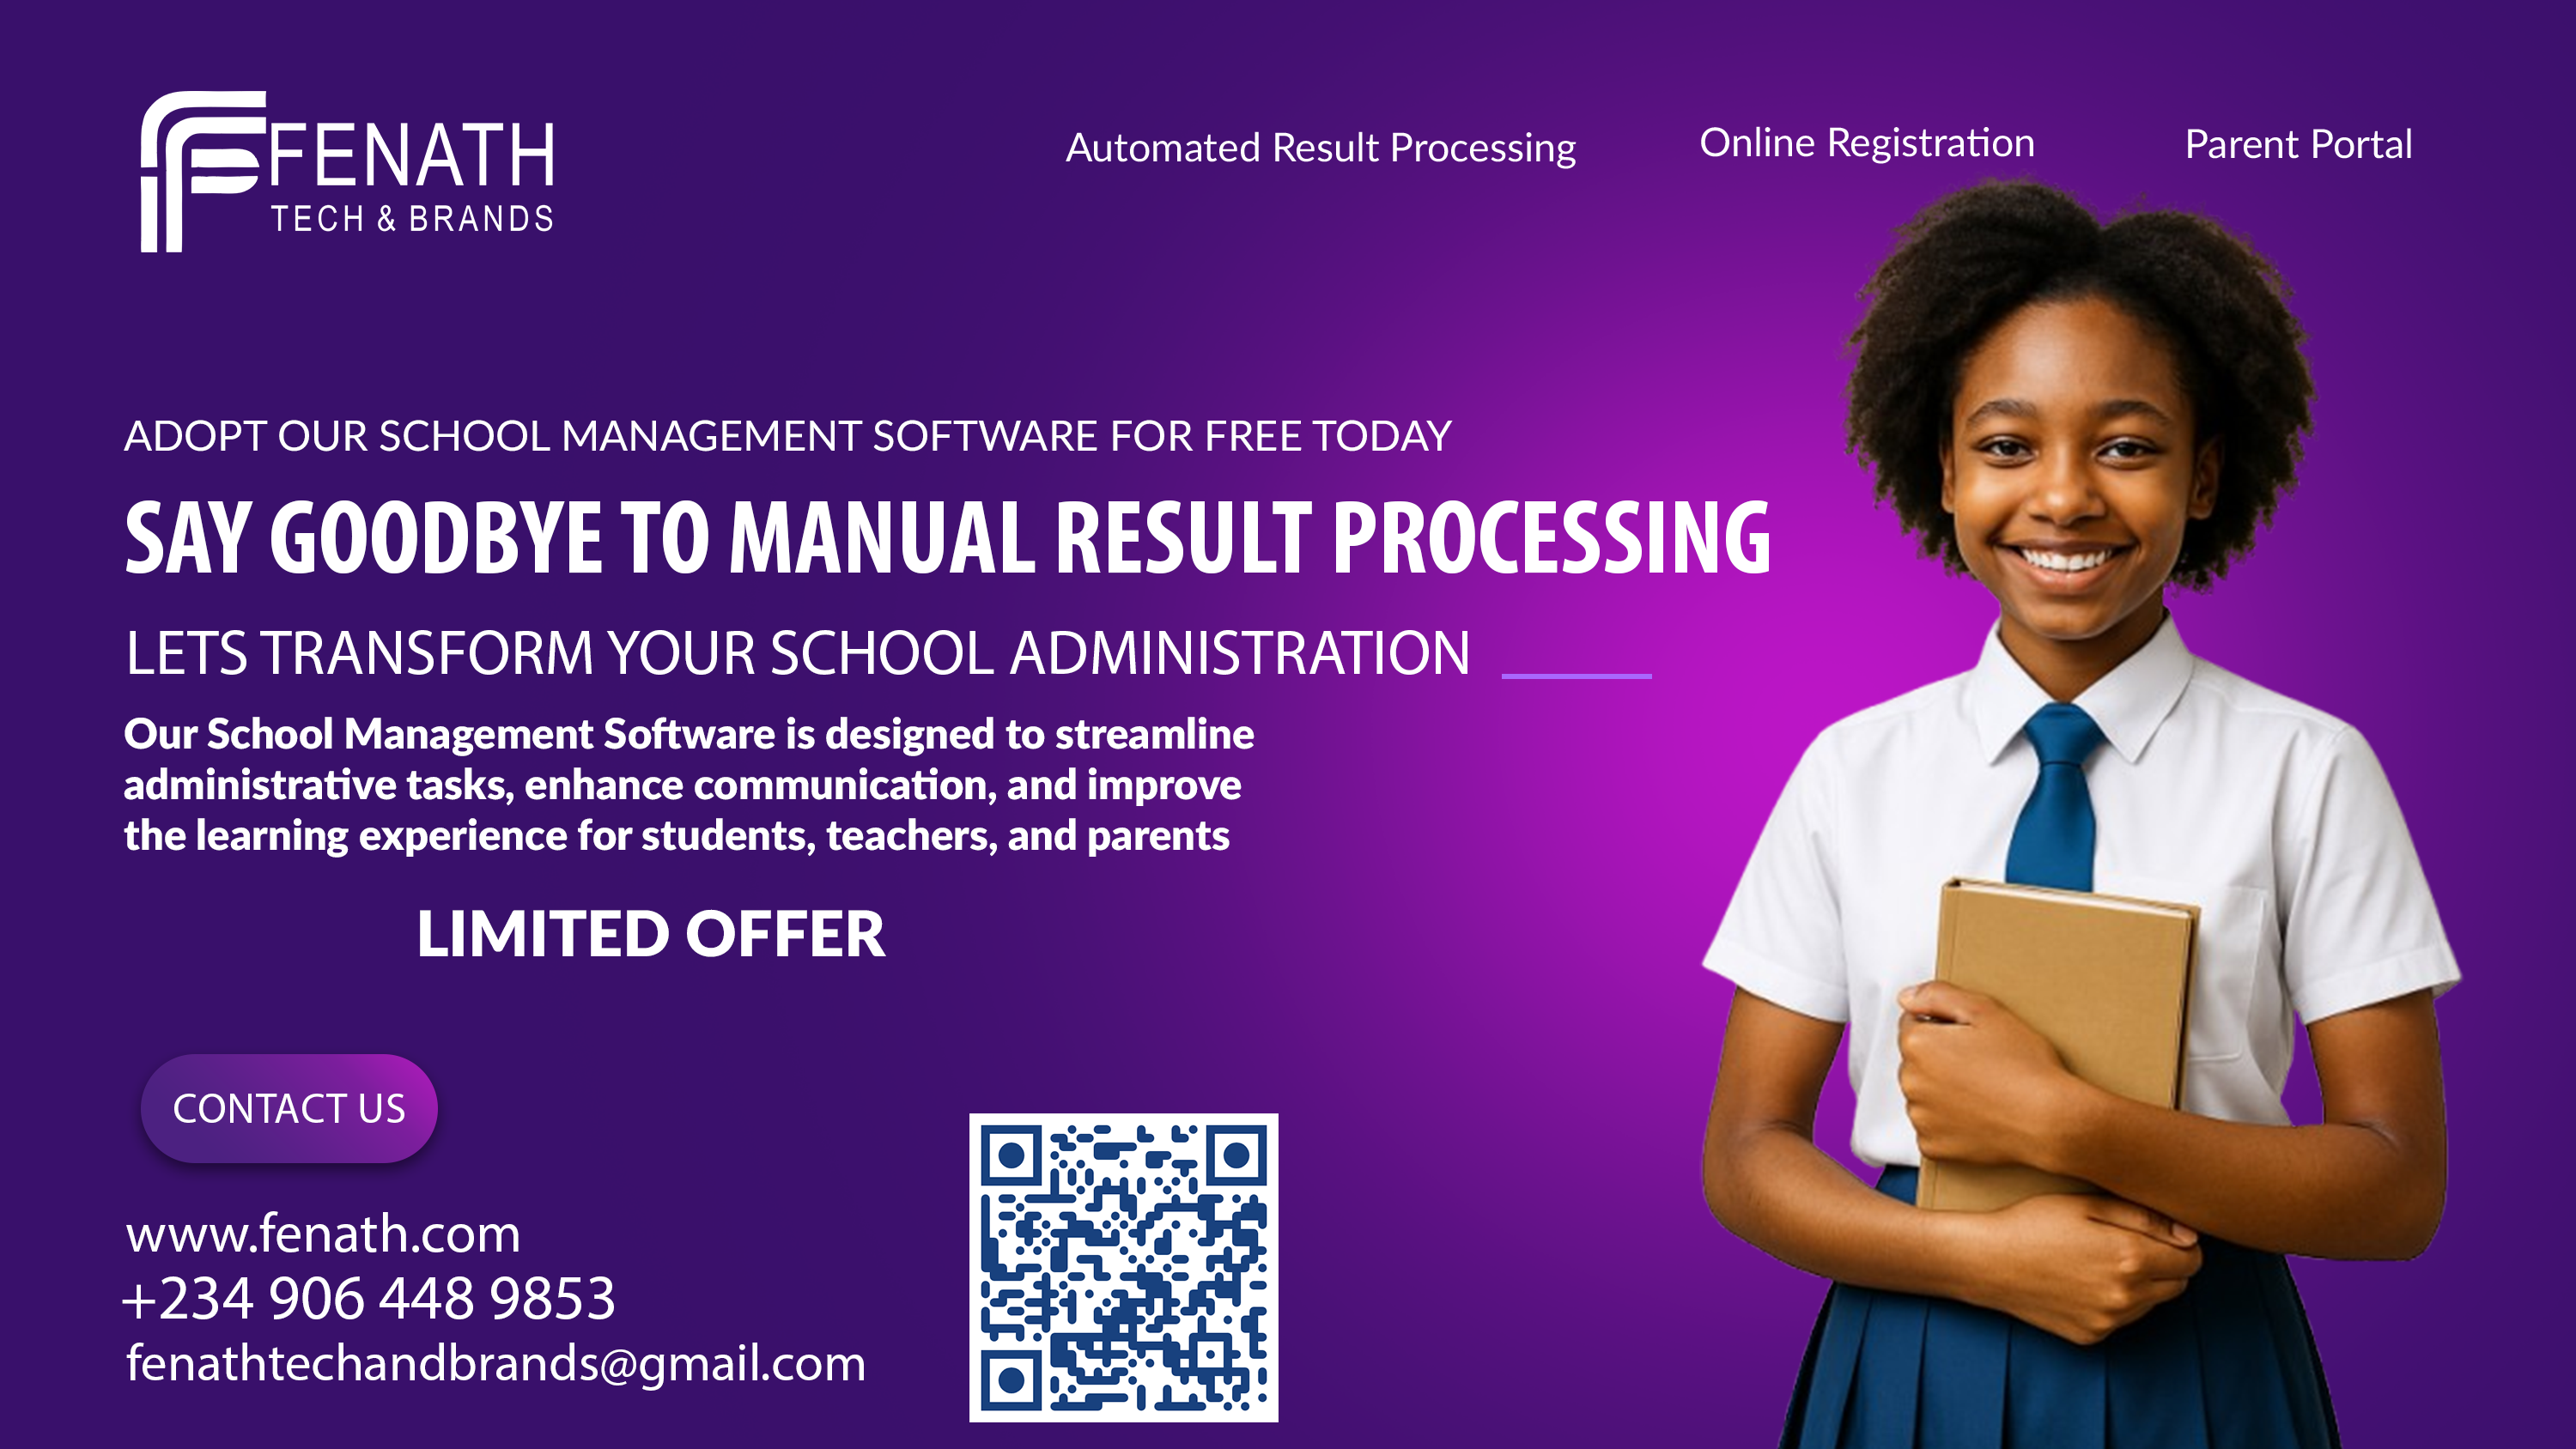 FENATH
TECH & BRANDS
Automated Result Processing
Online Registration
Parent Portal
ADOPT OUR SCHOOL MANAGEMENT SOFTWARE FOR FREE TODAY
SAY GOODBYE TO MANUAL RESULT PROCESSING
LETS TRANSFORM YOUR SCHOOL ADMINISTRATION
Our School Management Software is designed to streamline
administrative tasks, enhance communication, and improve
the learning experience for students, teachers, and parents
LIMITED OFFER
CONTACT US
www.fenath.com
+234 906 448 9853
fenathtechandbrands@gmail.com